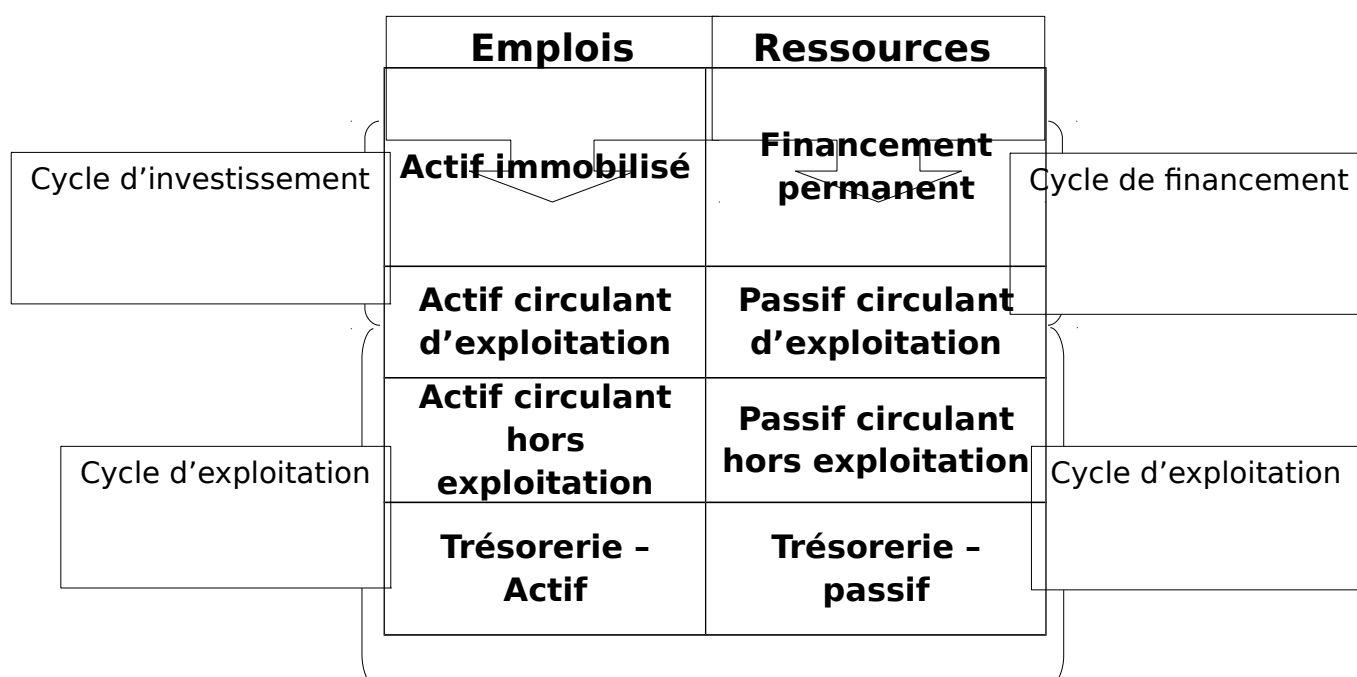 Emplois
Ressources
Cycle d’investissement
Actif immobilisé
Financement
permanent
Cycle de financement
Actif circulant
d’exploitation
Passif circulant
d’exploitation
Actif circulant
hors
exploitation
Passif circulant
hors exploitation
Cycle d’exploitation
Cycle d’exploitation
Trésorerie –
Actif
Trésorerie –
passif